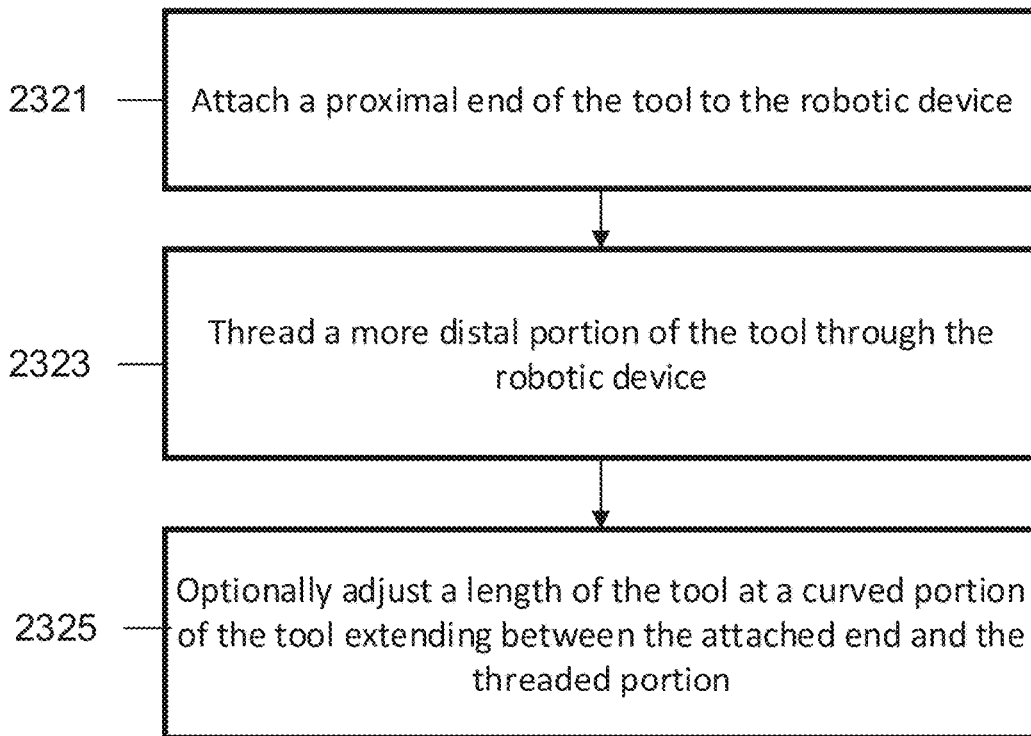 2321
Attach a proximal end of the tool to the robotic device
2323
Thread a more distal portion of the tool through the
robotic device
2325
Optionally adjust a length of the tool at a curved portion
of the tool extending between the attached end and the
threaded portion